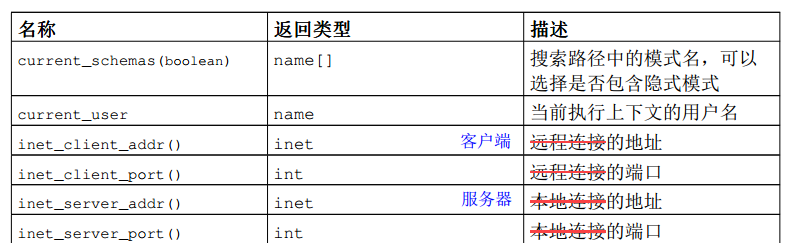 名称 返回类型 描述
current_schemas(boolean) name[] 搜索路径中的模式名，可以
选择是否包含隐式模式
current_user name 当前执行上下文的用户名
inet_client_addr() inet 客户端 远程连接的地址
inet_client_port() int 远程连接的端口
inet_server_addr() inet 服务器 本地连接的地址
inet_server_port() int 本地连接的端口